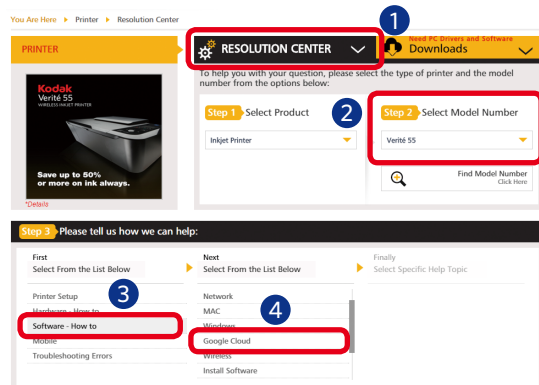 You Are Here Printer Resolution Center
1
PRINTER
RESOLUTION CENTER
Need PC Drivers and Software
Downloads
Kodak
Verité 55
WIRELESS INKJET PRINTER
Save up to 50%
or more on ink always.
*Details
To help you with your question, please select the type of printer and the model
number from the options below:
Step 1 Select Product
2
Step 2 Select Model Number
Inkjet Printer
Verité 55
Find Model Number
Click Here
Step 3 Please tell us how we can help:
First
Select From the List Below
Next
Select From the List Below
Finally
Select Specific Help Topic
3
Printer Setup
Hardware - How to
Software - How to
Mobile
Troubleshooting Errors
4
Network
MAC
Windows
Google Cloud
Wireless
Install Software